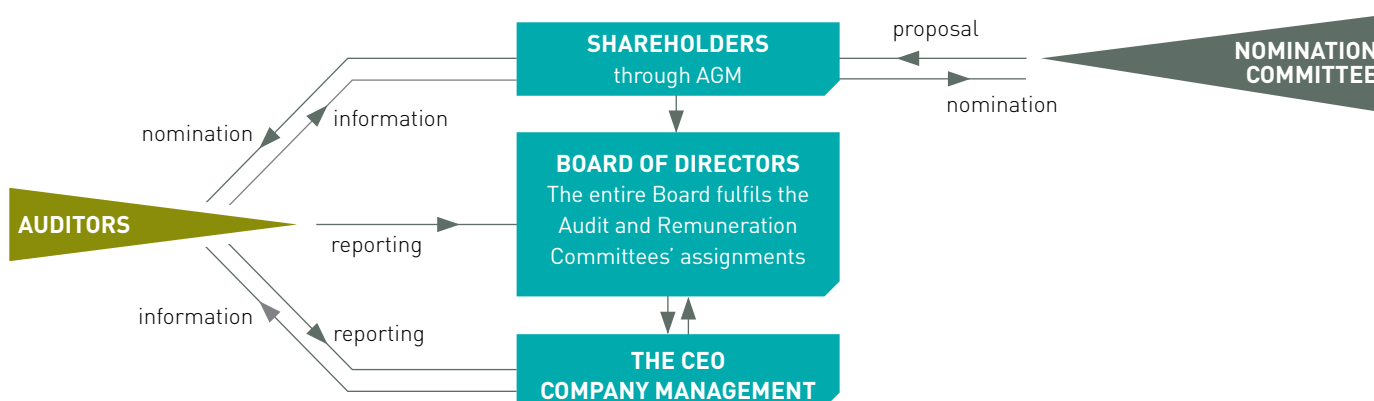 SHAREHOLDERS
through AGM
proposal
nomination
NOMINATION
COMMITTEE
nomination
information
BOARD OF DIRECTORS
The entire Board fulfils the
Audit and Remuneration
Committees’ assignments
AUDITORS
reporting
information
reporting
THE CEO
COMPANY MANAGEMENT